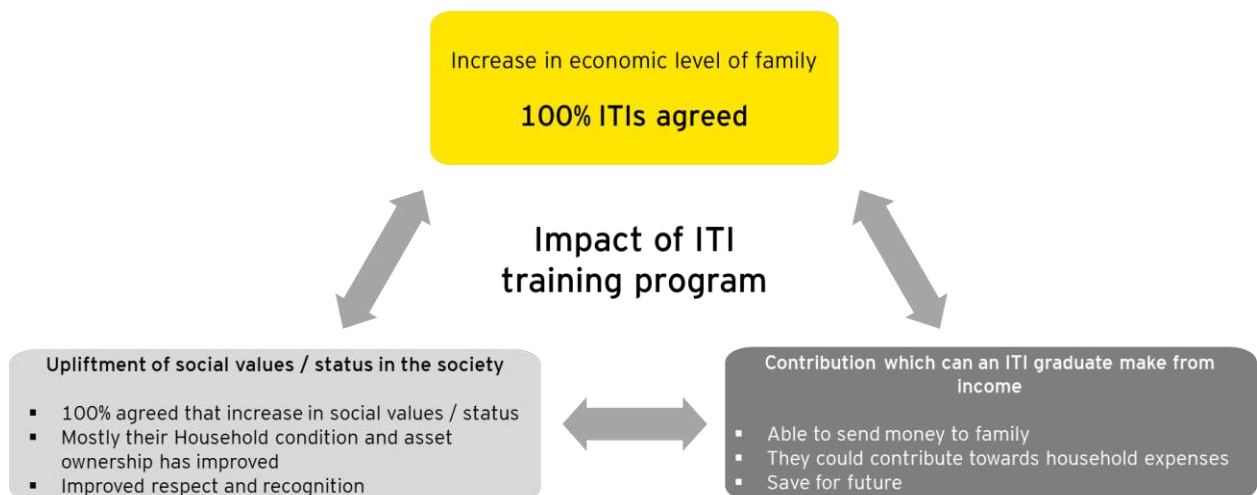 Increase in economic level of family
100% ITIs agreed
Impact of ITI
training program
Upliftment of social values / status in the society
▪ 100% agreed that increase in social values / status
▪ Mostly their Household condition and asset
ownership has improved
▪ Improved respect and recognition
Contribution which can an ITI graduate make from
income
▪ Able to send money to family
▪ They could contribute towards household expenses
▪ Save for future